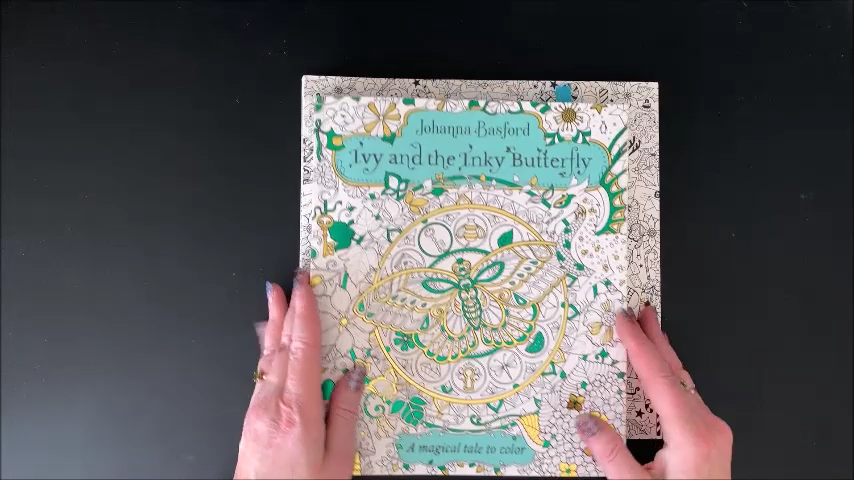 Johanna Basford
Ivy and the Inky Butterfly
A magical tale to color